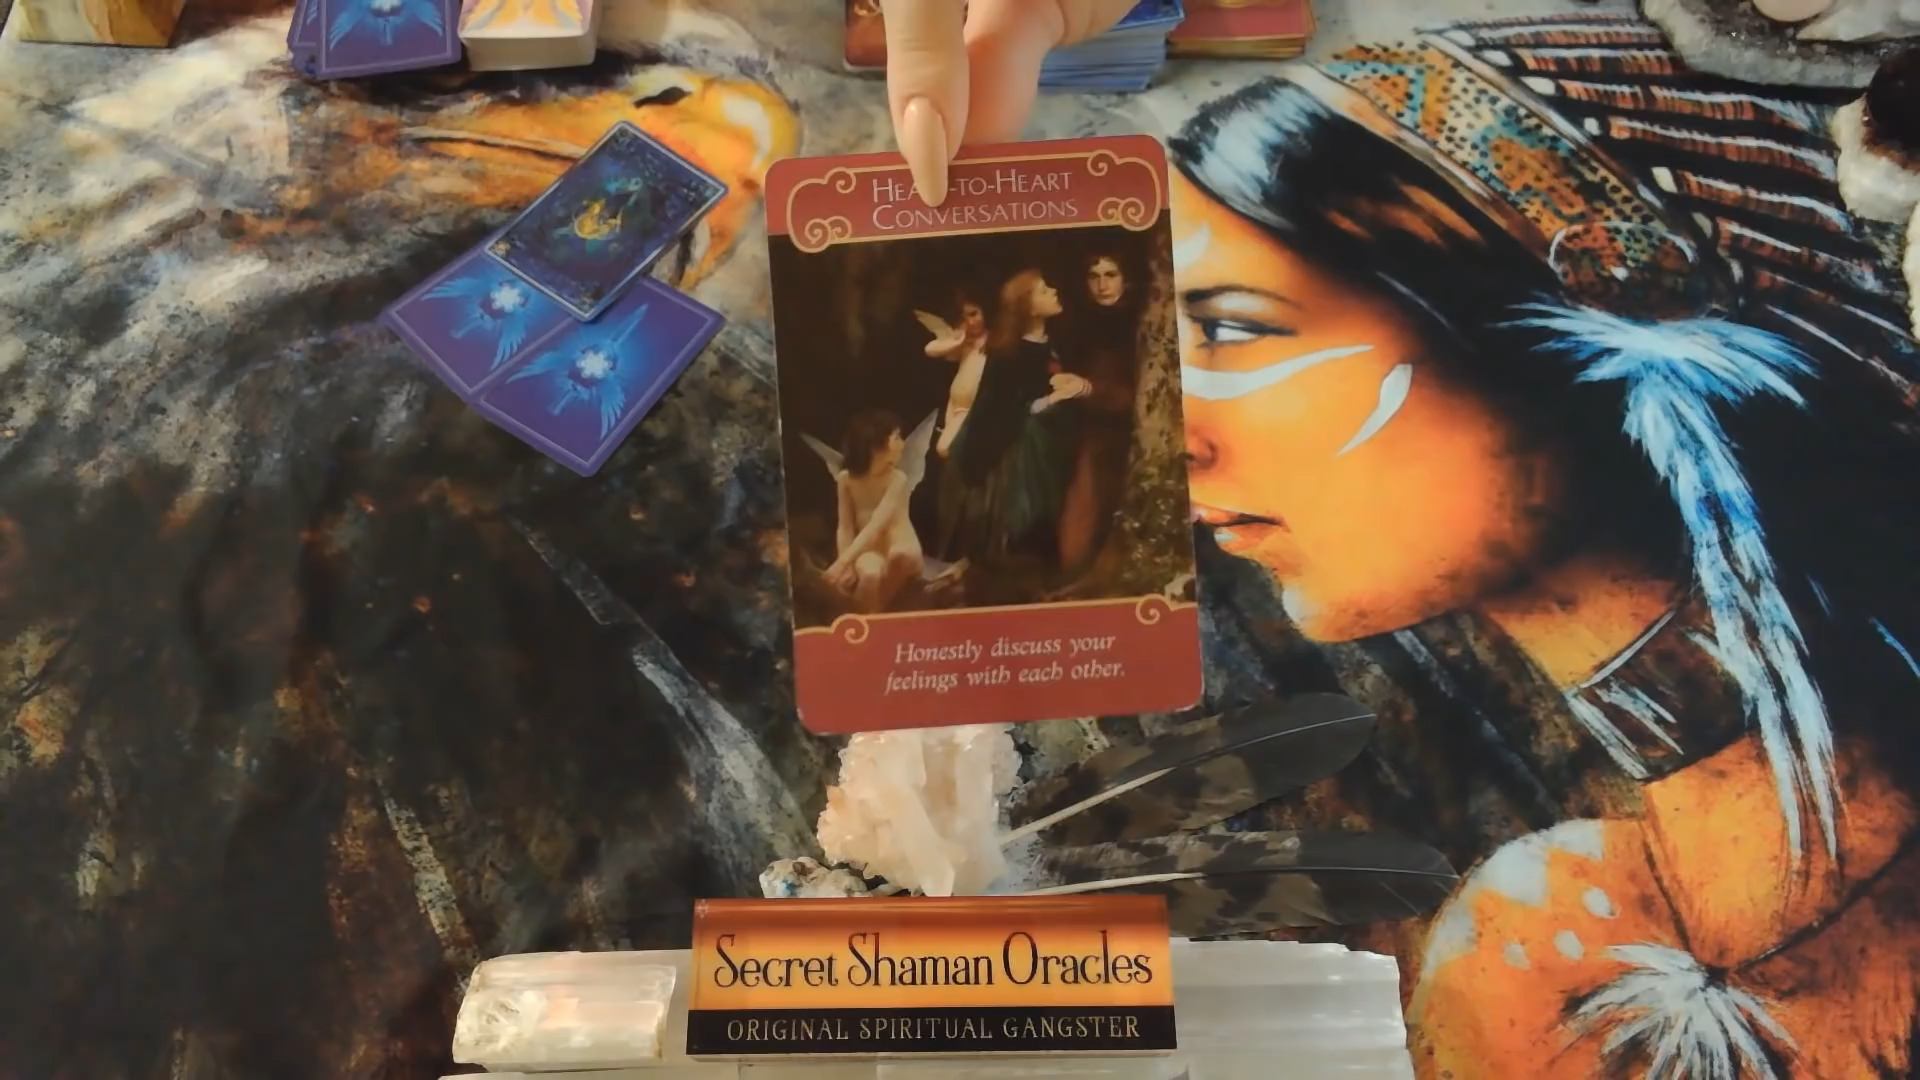 HEART-TO-HEART
CONVERSATIONS
Honestly discuss your
feelings with each other.
Secret Shaman Oracles
ORIGINAL SPIRITUAL GANGSTER